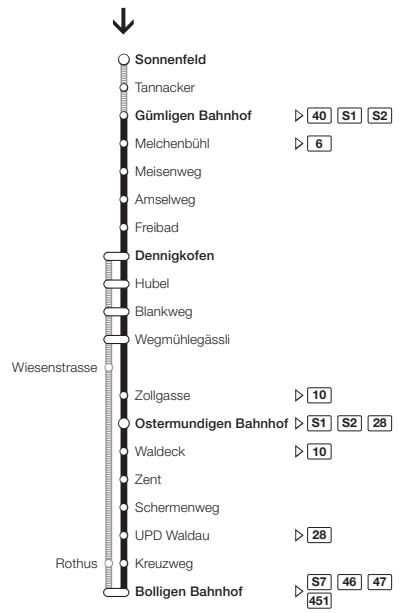 Sonnenfeld
Tannacker
Gümligen Bahnhof 40 S1 S2
Melchenbühl 6
Meisenweg
Amselweg
Freibad
Dennigkofen
Hubel
Blankweg
Wegmühlegässli
Wiesenstrasse
Zollgasse 10
Ostermundigen Bahnhof S1 S2 28
Waldeck 10
Zent
Schermenweg
UPD Waldau 28
Rothus Kreuzweg
Bolligen Bahnhof S7 46 47
451